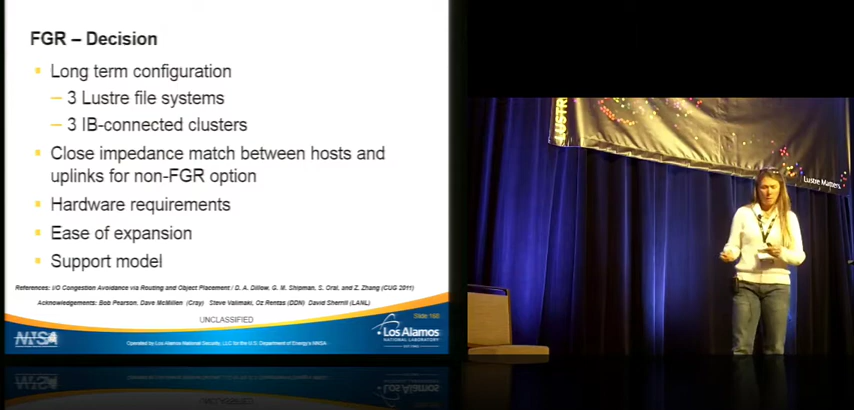 FGR – Decision
Long term configuration
– 3 Lustre file systems
– 3 IB-connected clusters
Close impedance match between hosts and
uplinks for non-FGR option
Hardware requirements
Ease of expansion
Support model
References: I/O Congestion Avoidance via Routing and Object Placement / D. A. Dillow, G. M. Shipman, S. Oral, and Z. Zhang (CUG 2011)
Acknowledgements: Bob Pearson, Dave McMillen (Cray) Steve Valimaki, Oz Rentas (DDN) David Sherrill (LANL)
UNCLASSIFIED
Slide 168
Operated by Los Alamos National Security, LLC for the U.S. Department of Energy's NNSA
Los Alamos
NATIONAL LABORATORY
Lustre Matters